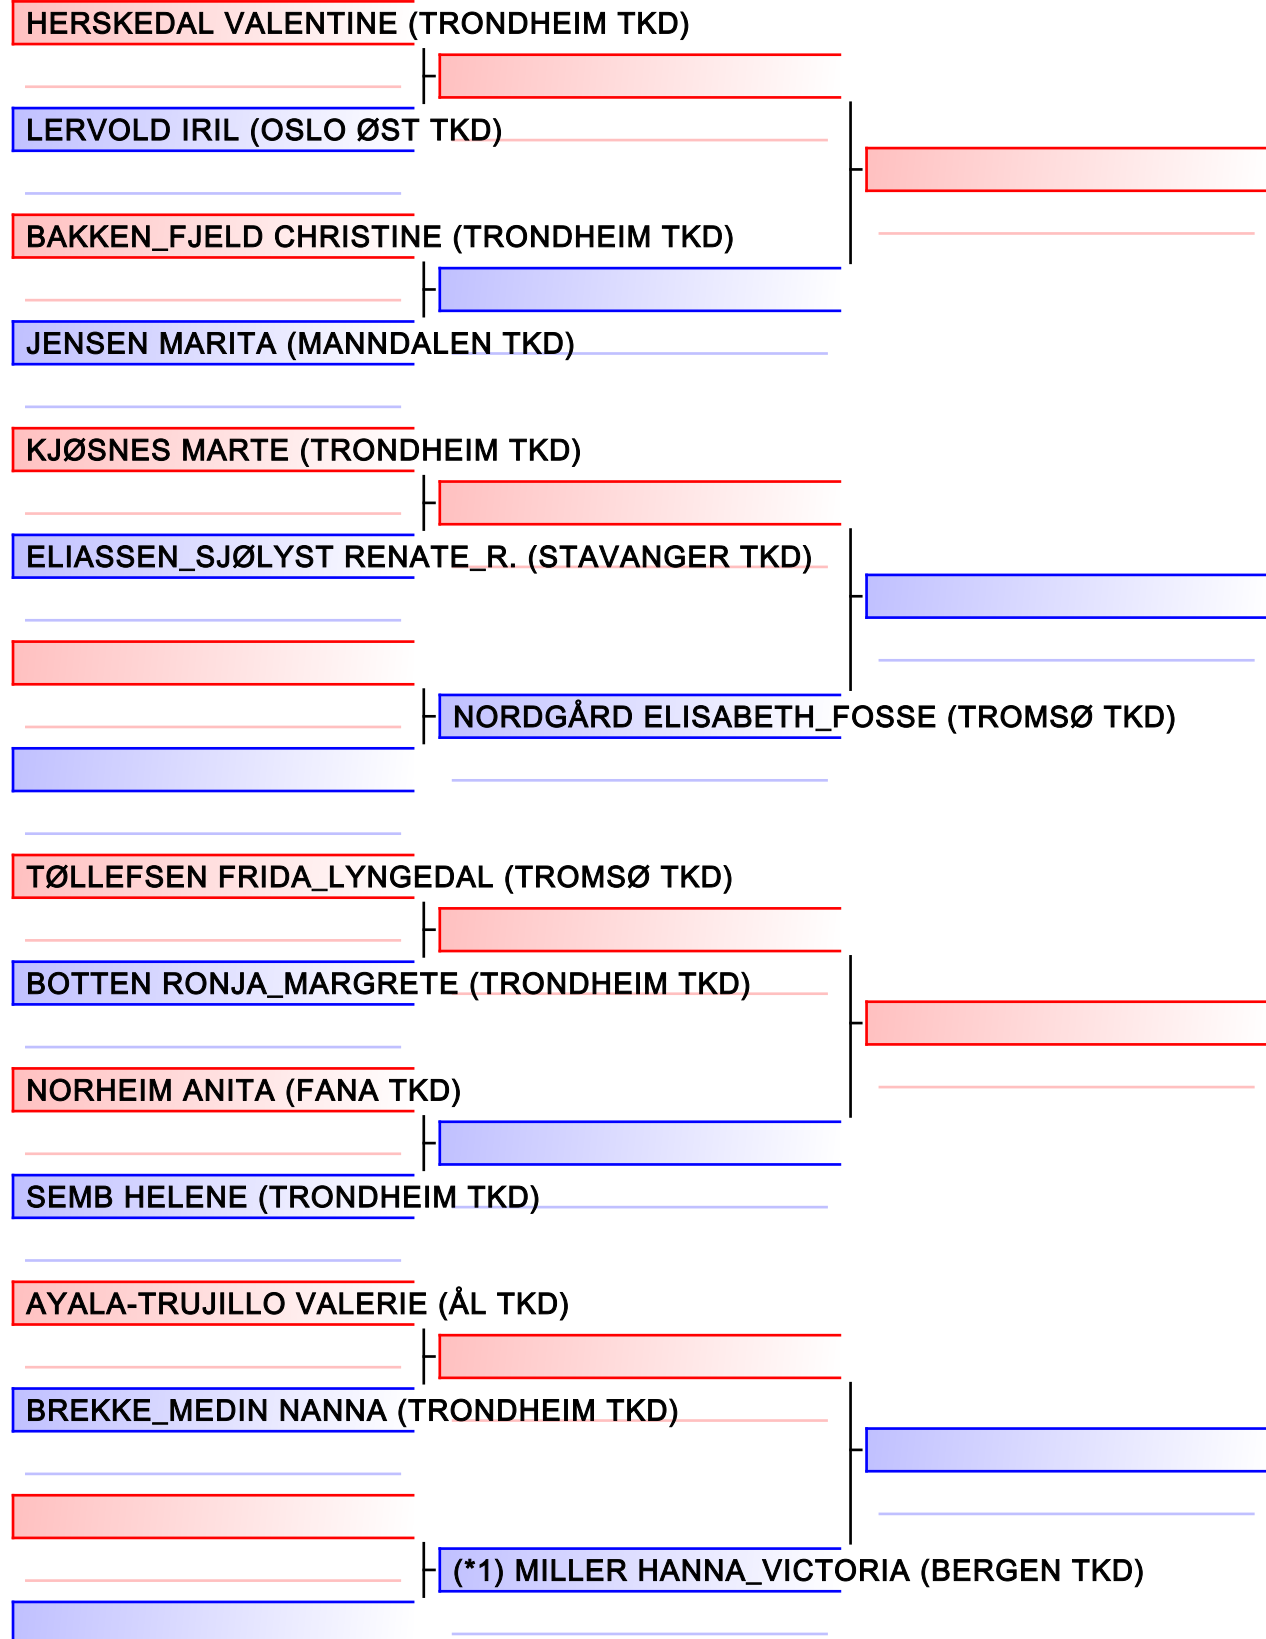 HERSKEDAL VALENTINE (TRONDHEIM TKD)
LERVOLD IRIL (OSLO ØST TKD)
BAKKEN_FJELD CHRISTINE (TRONDHEIM TKD)
JENSEN MARITA (MANNDALEN TKD)
KJØSNES MARTE (TRONDHEIM TKD)
ELIASSEN_SJØLYST RENATE_R. (STAVANGER TKD)
NORDGÅRD ELISABETH_FOSSE (TROMSØ TKD)
TØLLEFSEN FRIDA_LYNGEDAL (TROMSØ TKD)
BOTTEN RONJA_MARGRETE (TRONDHEIM TKD)
NORHEIM ANITA (FANA TKD)
SEMB HELENE (TRONDHEIM TKD)
AYALA-TRUJILLO VALERIE (ÅL TKD)
BREKKE_MEDIN NANNA (TRONDHEIM TKD)
(*1) MILLER HANNA_VICTORIA (BERGEN TKD)